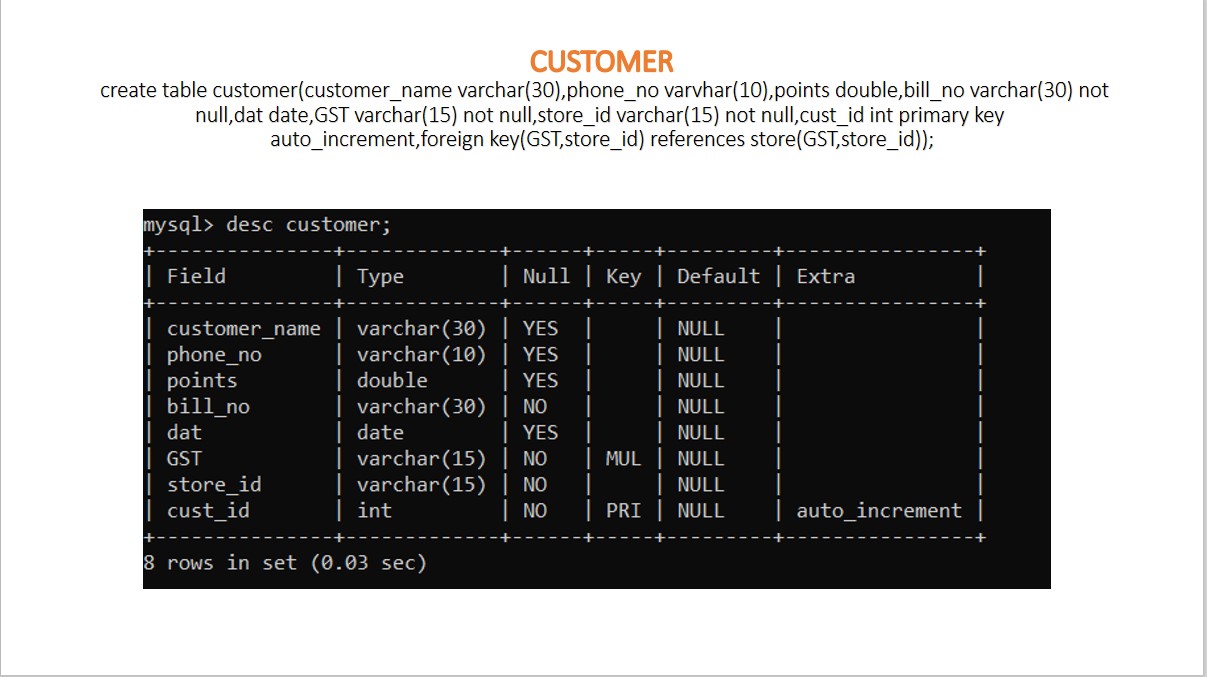 CUSTOMER
create table customer(customer_name varchar(30),phone_no varvhar(10),points double,bill_no varchar(30) not
null,dat date,GST varchar(15) not null,store_id varchar(15) not null,cust_id int primary key
auto_increment,foreign key(GST,store_id) references store(GST,store_id));
mysql> desc customer;
+---------------+-------------+------+-----+---------+----------------+
| Field         | Type        | Null | Key | Default | Extra          |
+---------------+-------------+------+-----+---------+----------------+
| customer_name | varchar(30) | YES  |     | NULL    |                |
| phone_no      | varchar(10) | YES  |     | NULL    |                |
| points        | double      | YES  |     | NULL    |                |
| bill_no       | varchar(30) | NO   |     | NULL    |                |
| dat           | date        | YES  |     | NULL    |                |
| GST           | varchar(15) | NO   | MUL | NULL    |                |
| store_id      | varchar(15) | NO   |     | NULL    |                |
| cust_id       | int         | NO   | PRI | NULL    | auto_increment |
+---------------+-------------+------+-----+---------+----------------+
8 rows in set (0.03 sec)